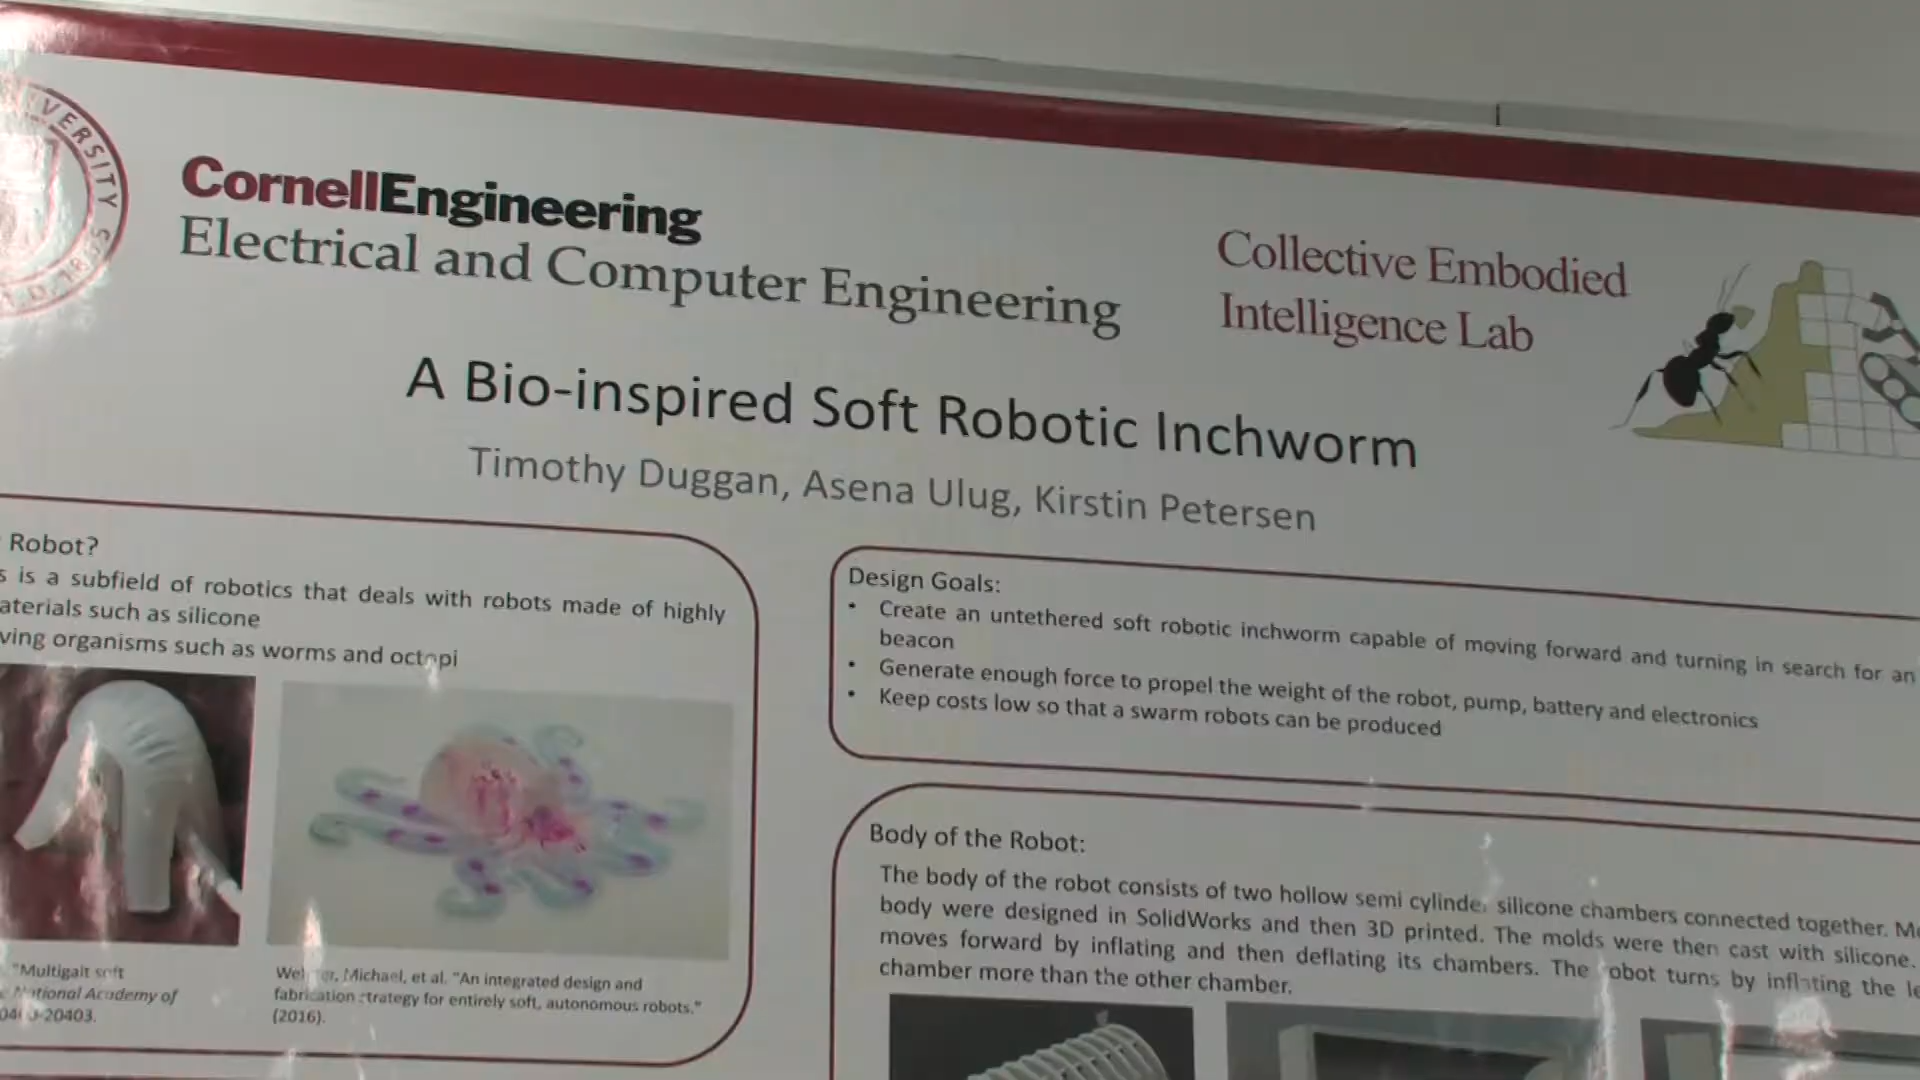 VERSITY
CornellEngineering
Electrical and Computer Engineering
Collective Embodied
Intelligence Lab
A Bio-inspired Soft Robotic Inchworm
Timothy Duggan, Asena Ulug, Kirstin Petersen
Robot?
is a subfield of robotics that deals with robots made of highly
such as silicone
organisms such as worms and octopi
"Multigait soft
National Academy of
-20403.
Michael, et al. "An integrated design and
fabrication strategy for entirely soft, autonomous robots."
(2016).
Design Goals:
• Create an untethered soft robotic inchworm capable of moving forward and turning in search for an
beacon
• Generate enough force to propel the weight of the robot, pump, battery and electronics
• Keep costs low so that a swarm robots can be produced
Body of the Robot:
The body of the robot consists of two hollow semi silicone chambers connected together.
body were designed in SolidWorks and then 3D printed. The molds were then cast with silicone.
moves forward by inflating and then deflating its chambers. The robot turns by inflating the
chamber more than the other chamber.